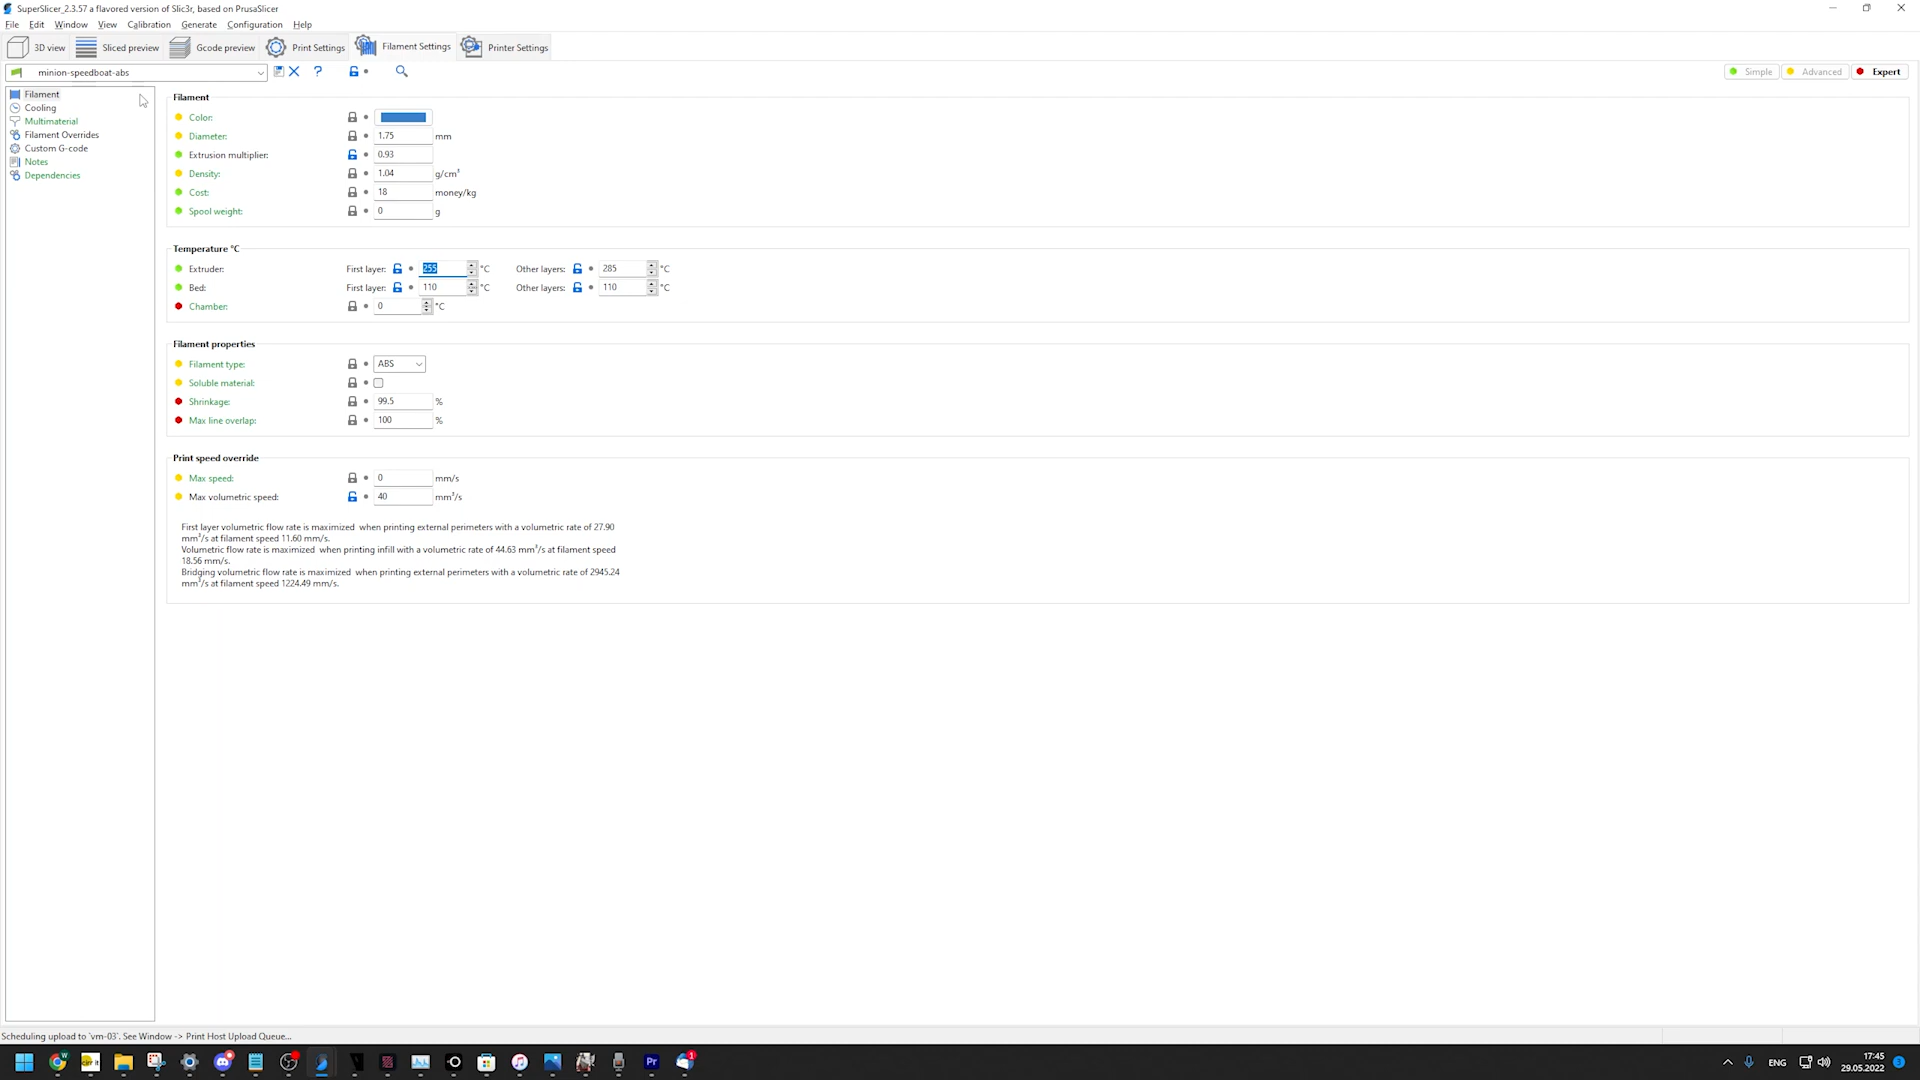 SuperSlicer_2.3.57 a flavored version of Slic3r, based on PrusaSlicer
File Edit Window View Calibration Generate Configuration Help
3D view Sliced preview Gcode preview Print Settings Filament Settings Printer Settings
minion-speedboat-abs ? Simple Advanced Expert
Filament
Cooling
Multimaterial
Filament Overrides
Custom G-code
Notes
Dependencies
Filament
Color:
Diameter: 1.75 mm
Extrusion multiplier: 0.93
Density: 1.04 g/cm³
Cost: 18 money/kg
Spool weight: 0 g
Temperature °C
Extruder: First layer: 255 °C Other layers: 285 °C
Bed: First layer: 110 °C Other layers: 110 °C
Chamber: 0 °C
Filament properties
Filament type: ABS
Soluble material:
Shrinkage: 99.5 %
Max line overlap: 100 %
Print speed override
Max speed: 0 mm/s
Max volumetric speed: 40 mm³/s
First layer volumetric flow rate is maximized when printing external perimeters with a volumetric rate of 27.90
mm³/s at filament speed 11.60 mm/s.
Volumetric flow rate is maximized when printing infill with a volumetric rate of 44.63 mm³/s at filament speed
18.56 mm/s.
Bridging volumetric flow rate is maximized when printing external perimeters with a volumetric rate of 2945.24
mm³/s at filament speed 1224.49 mm/s.
Scheduling upload to `vm-03`. See Window -> Print Host Upload Queue...
Pr 1 ENG 17:45
29.05.2022 3